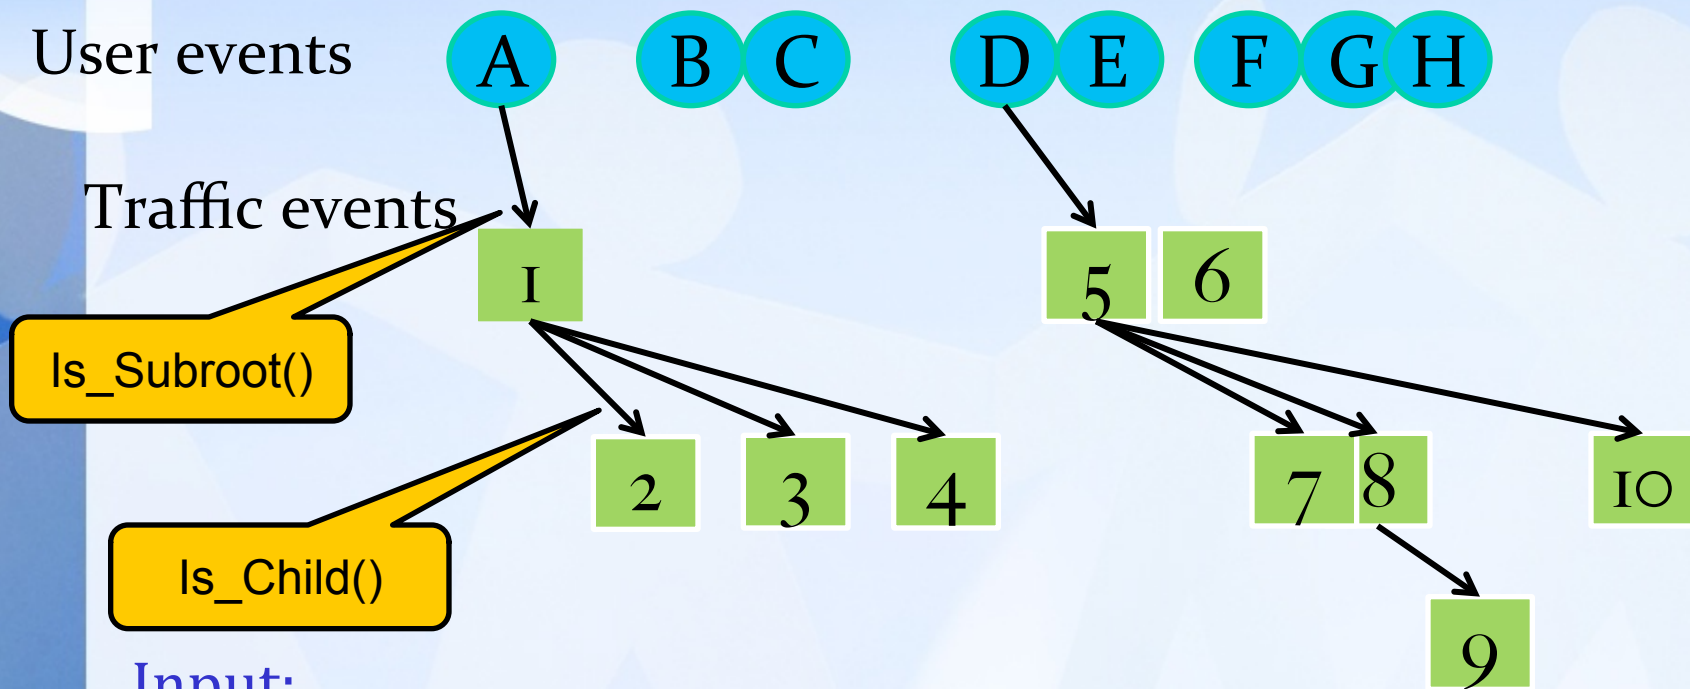 User events
A B C D E F G H
Traffic events
1 5 6
Is_Subroot()
2 3 4 7 8 10
Is_Child()
9
Input: